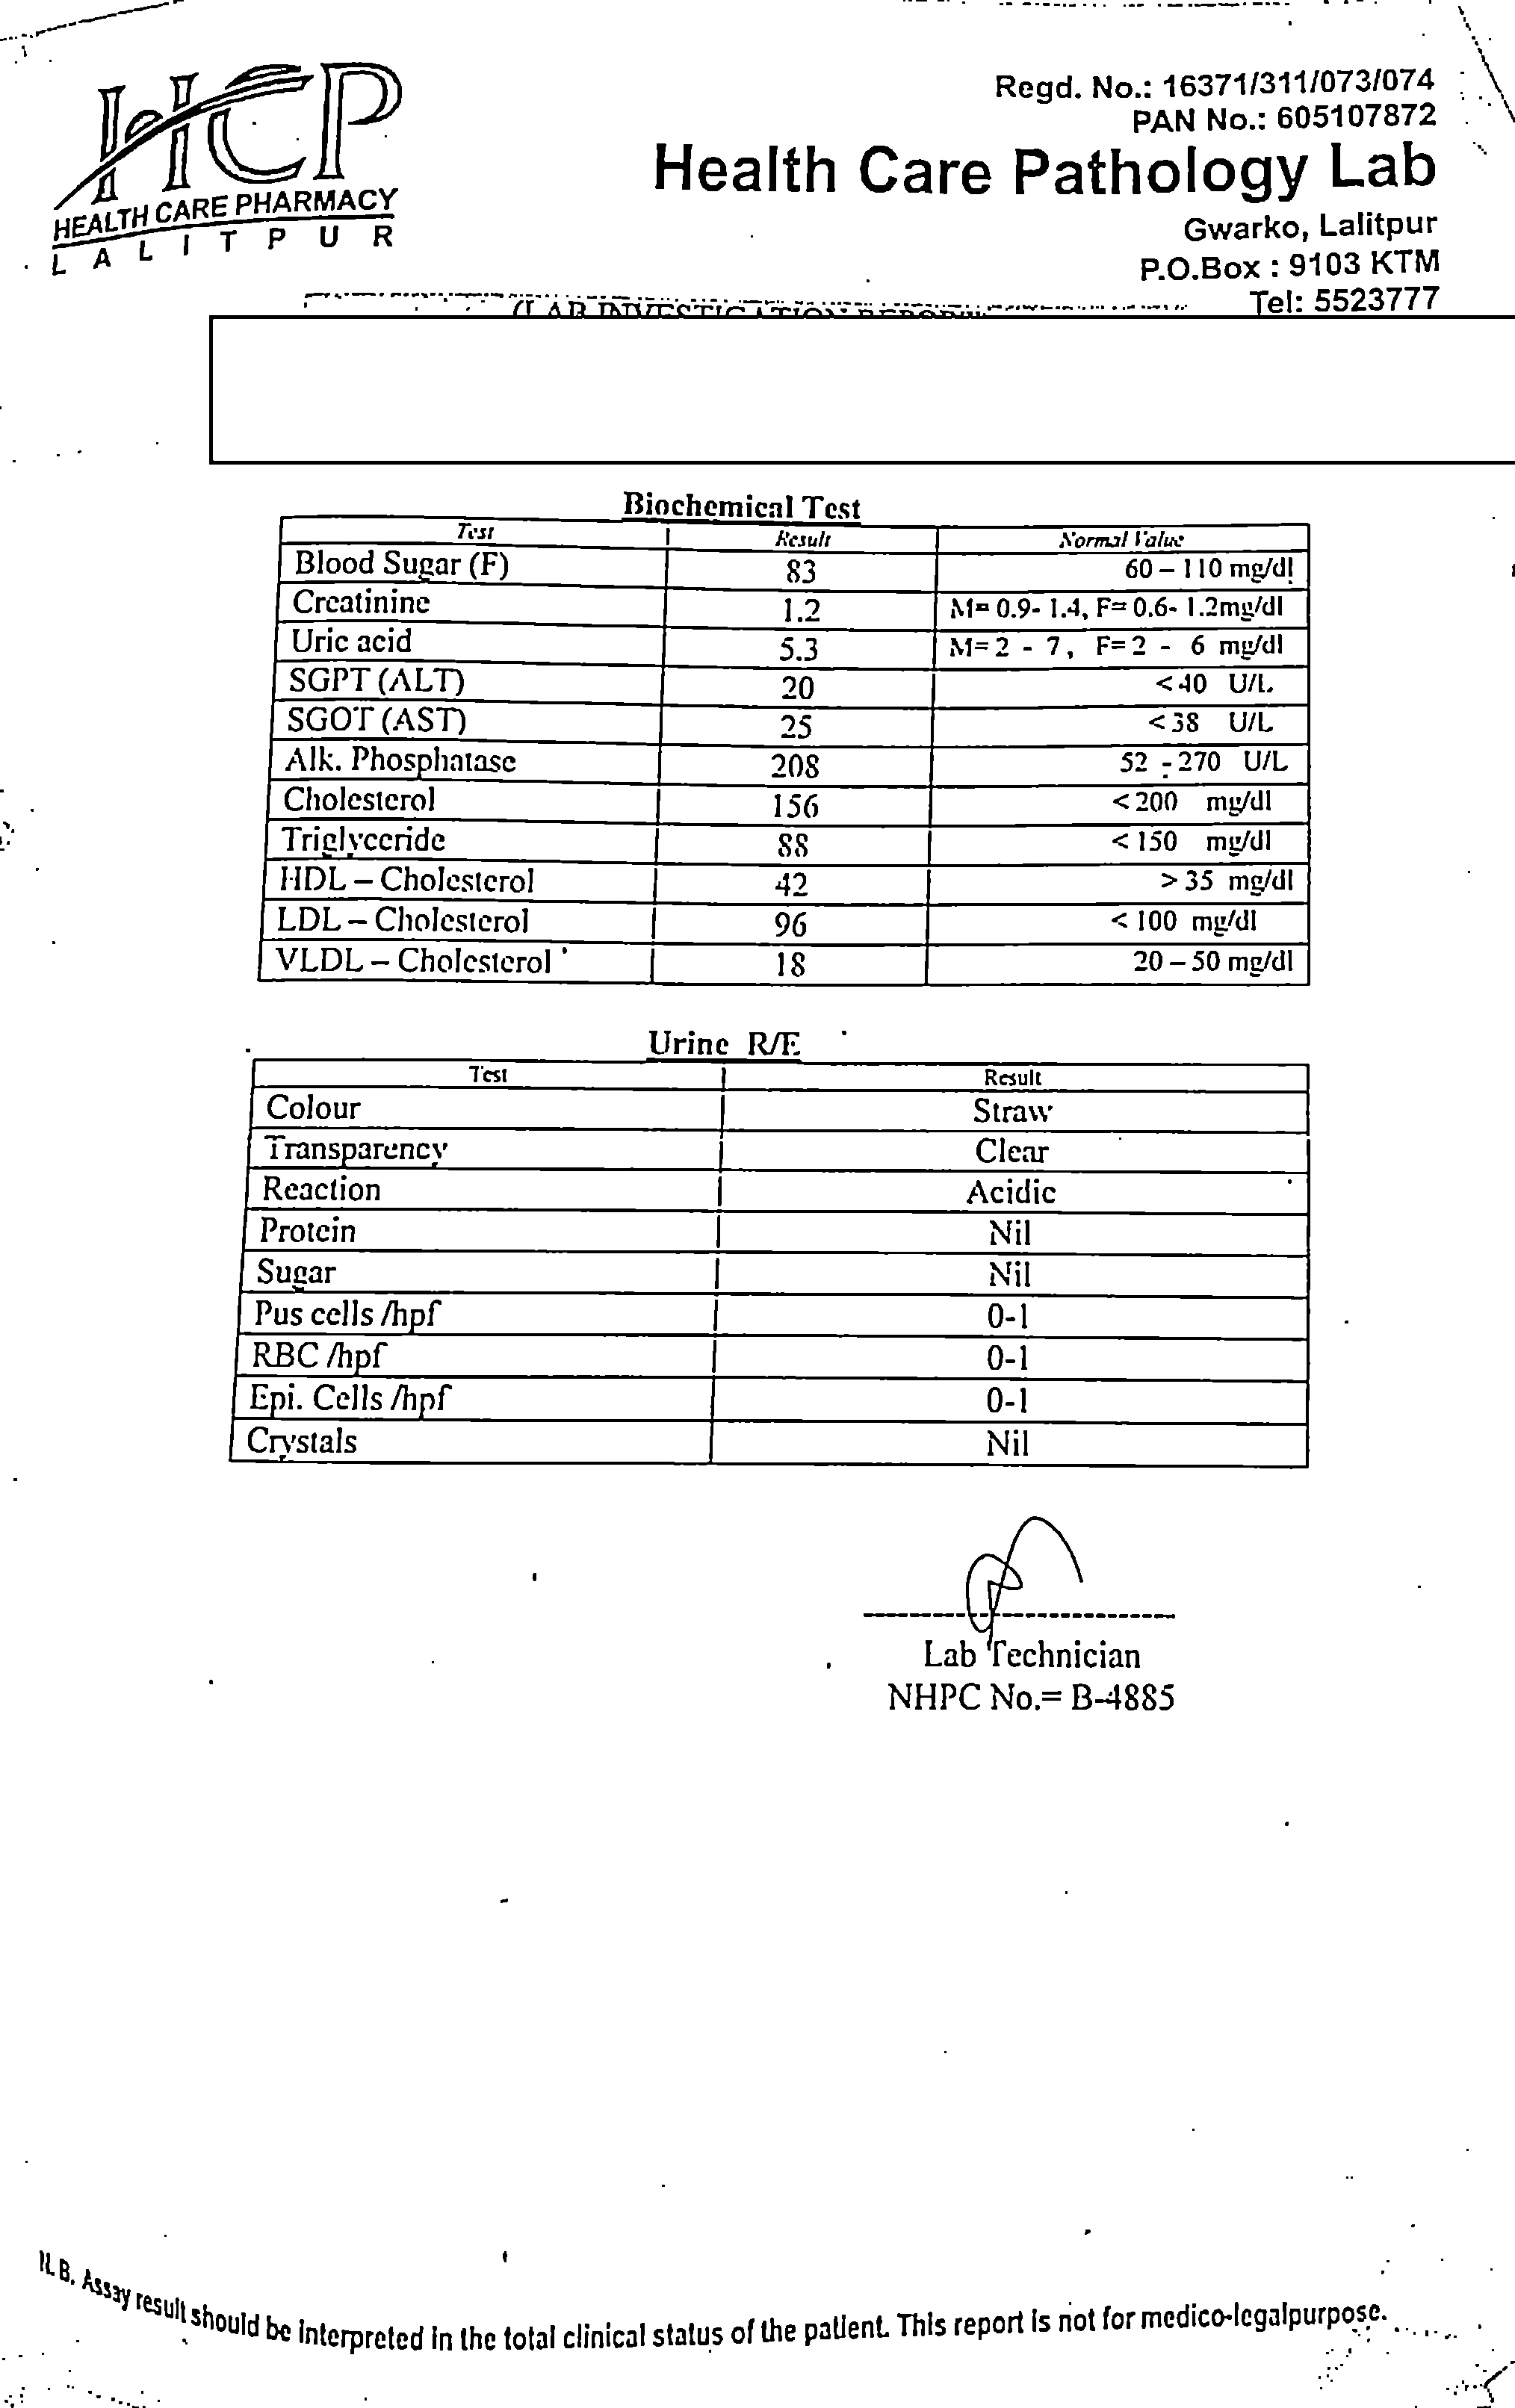 HCP
HEALTH CARE PHARMACY
LALITPUR
Regd. No.: 16371/311/073/074
PAN No.: 605107872
Health Care Pathology Lab
Gwarko, Lalitpur
P.O.Box : 9103 KTM
Tel: 5523777
(LAB INVESTIGATION REPORT)
Biochemical Test
Test Result Normal Value
Blood Sugar (F) 83 60 – 110 mg/dl
Creatinine 1.2 M= 0.9- 1.4, F= 0.6- 1.2mg/dl
Uric acid 5.3 M= 2 - 7, F= 2 - 6 mg/dl
SGPT (ALT) 20 < 40 U/L
SGOT (AST) 25 < 38 U/L
Alk. Phosphatase 208 52 - 270 U/L
Cholesterol 156 < 200 mg/dl
Triglyceride 88 < 150 mg/dl
HDL – Cholesterol 42 > 35 mg/dl
LDL – Cholesterol 96 < 100 mg/dl
VLDL – Cholesterol 18 20 – 50 mg/dl
Urine R/E
Test Result
Colour Straw
Transparency Clear
Reaction Acidic
Protein Nil
Sugar Nil
Pus cells /hpf 0-1
RBC /hpf 0-1
Epi. Cells /hpf 0-1
Crystals Nil
Lab Technician
NHPC No.= B-4885
N.B. Assay result should be interpreted in the total clinical status of the patient. This report is not for medico-legalpurpose.